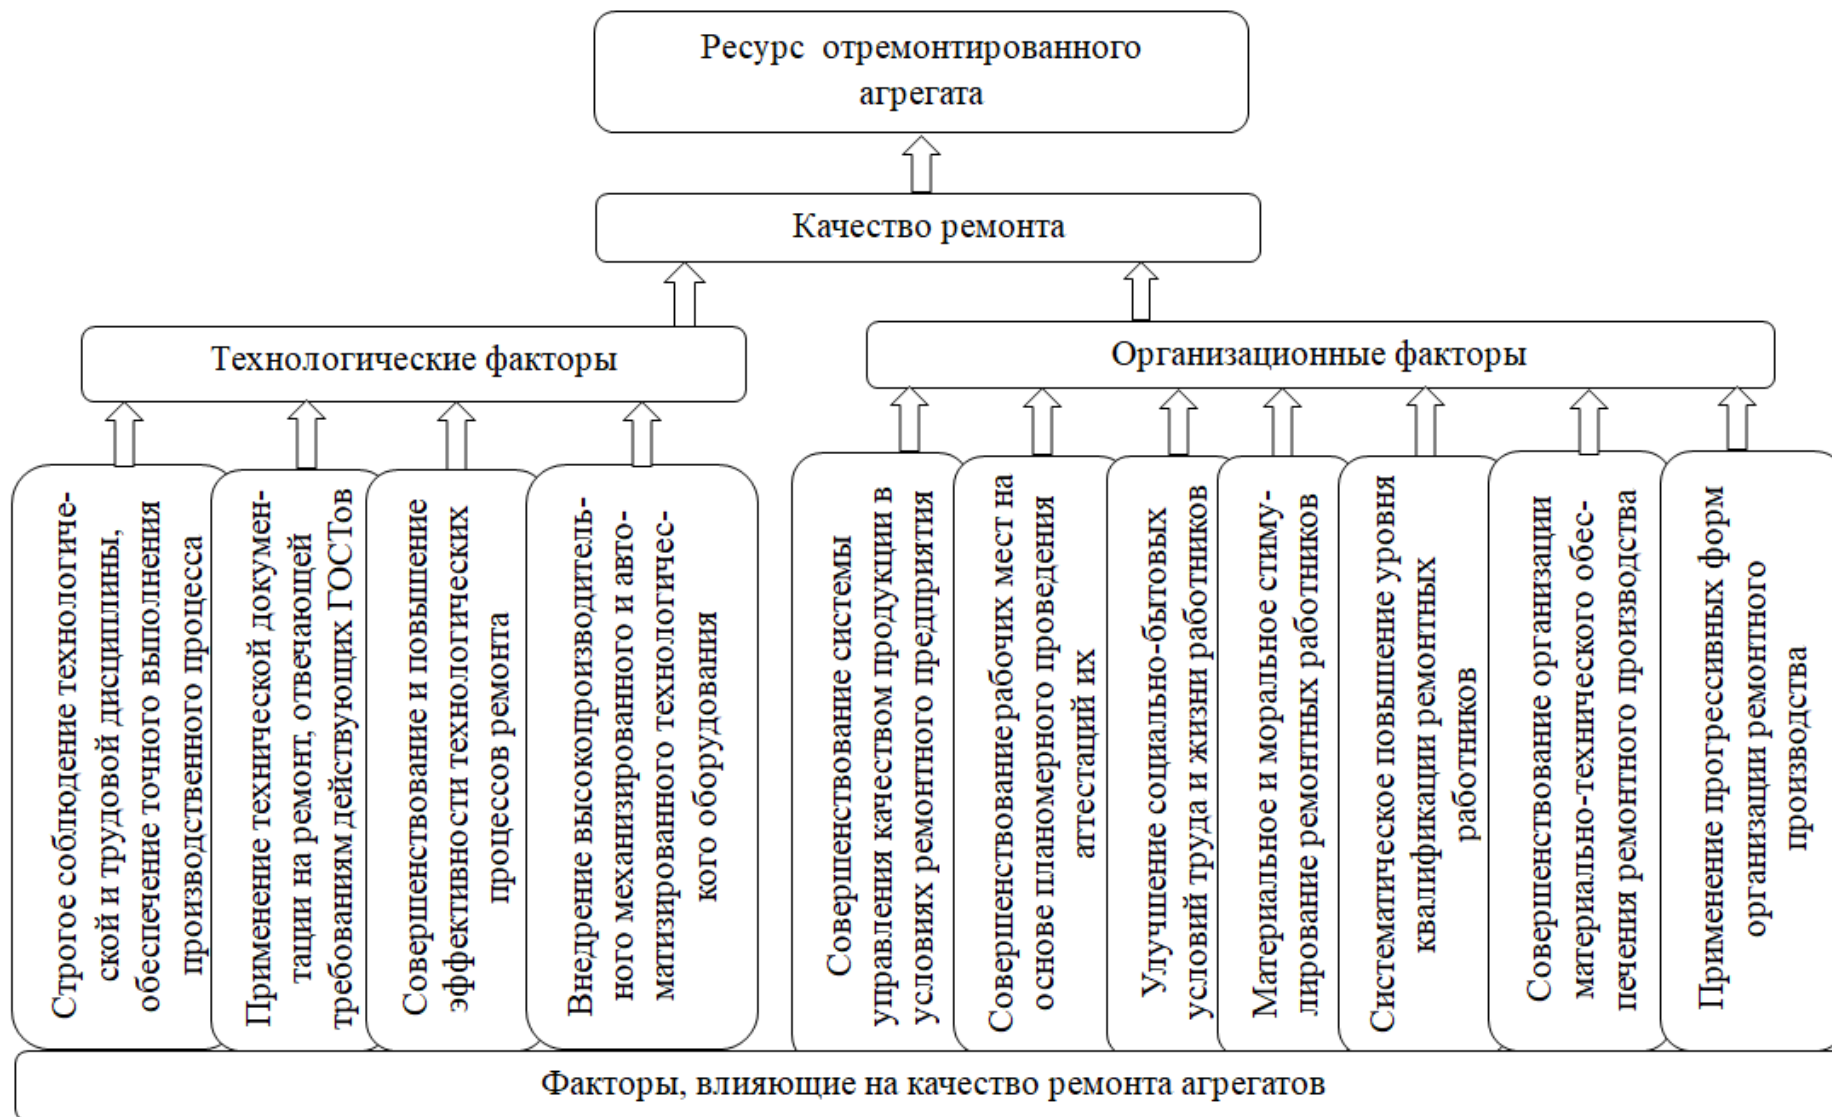 Ресурс отремонтированного
агрегата
Качество ремонта
Технологические факторы
Организационные факторы
Строгое соблюдение технологиче-
ской и трудовой дисциплины,
обеспечение точного выполнения
производственного процесса
Применение технической докумен-
тации на ремонт, отвечающей
требованиям действующих ГОСТов
Совершенствование и повышение
эффективности технологических
процессов ремонта
Внедрение высокопроизводитель-
ного механизированного и авто-
матизированного технологичес-
кого оборудования
Совершенствование системы
управления качеством продукции в
условиях ремонтного предприятия
Совершенствование рабочих мест на
основе планомерного проведения
аттестаций их
Улучшение социально-бытовых
условий труда и жизни работников
Материальное и моральное стиму-
лирование ремонтных работников
Систематическое повышение уровня
квалификации ремонтных
работников
Совершенствование организации
материально-технического обес-
печения ремонтного производства
Применение прогрессивных форм
организации ремонтного
производства
Факторы, влияющие на качество ремонта агрегатов